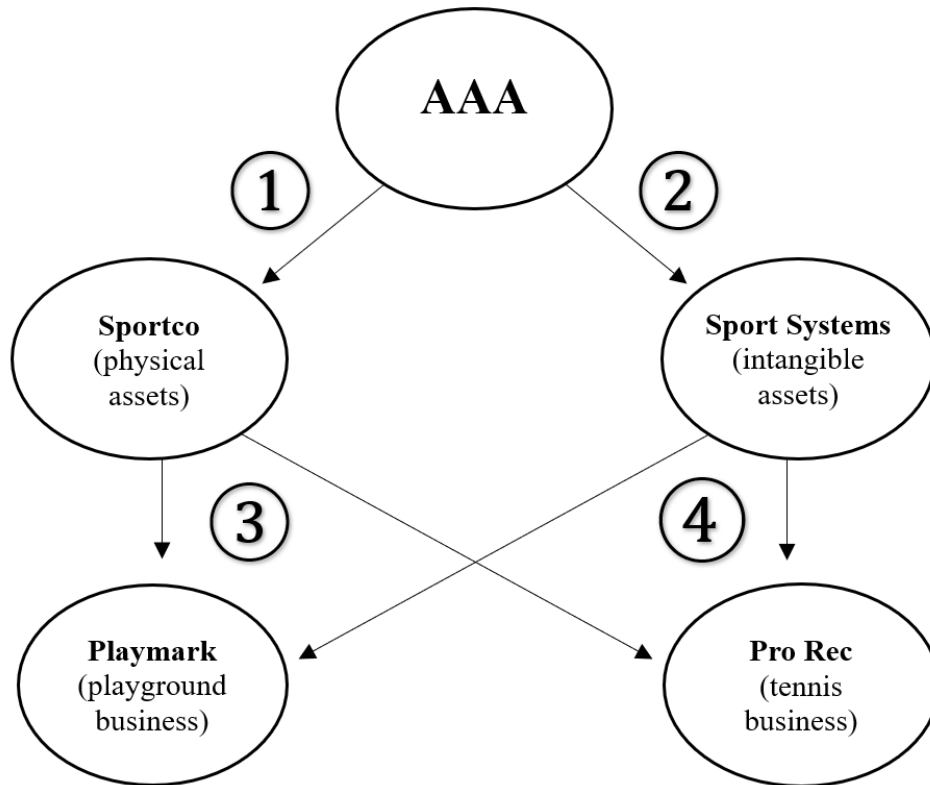 AAA
1
2
Sportco
(physical
assets)
Sport Systems
(intangible
assets)
3
4
Playmark
(playground
business)
Pro Rec
(tennis
business)